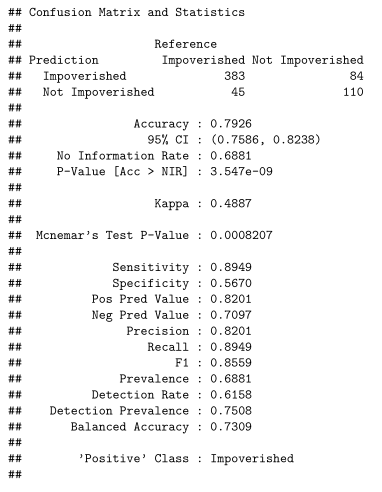 ## Confusion Matrix and Statistics
##
##                   Reference
## Prediction         Impoverished Not Impoverished
##   Impoverished              383               84
##   Not Impoverished           45              110
##
##                Accuracy : 0.7926
##                  95% CI : (0.7586, 0.8238)
##     No Information Rate : 0.6881
##     P-Value [Acc > NIR] : 3.547e-09
##
##                   Kappa : 0.4887
##
##  Mcnemar's Test P-Value : 0.0008207
##
##             Sensitivity : 0.8949
##             Specificity : 0.5670
##          Pos Pred Value : 0.8201
##          Neg Pred Value : 0.7097
##               Precision : 0.8201
##                  Recall : 0.8949
##                      F1 : 0.8559
##              Prevalence : 0.6881
##          Detection Rate : 0.6158
##    Detection Prevalence : 0.7508
##       Balanced Accuracy : 0.7309
##
##        'Positive' Class : Impoverished
##